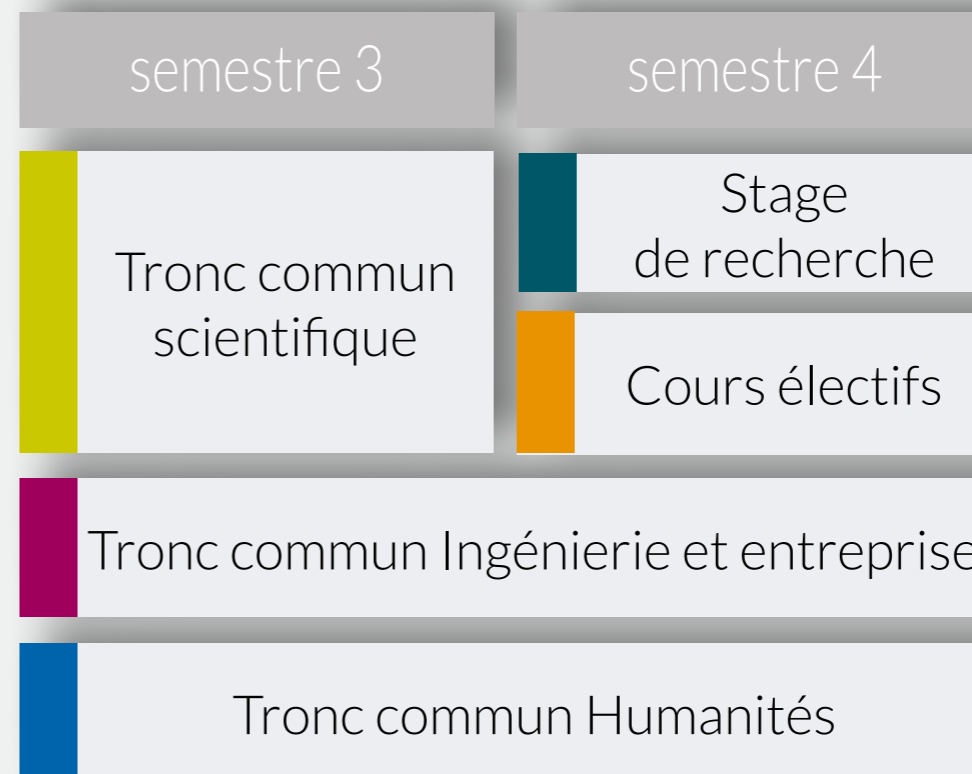 semestre 3
semestre 4
Tronc commun
scientifique
Stage
de recherche
Cours électifs
Tronc commun Ingénierie et entreprise
Tronc commun Humanités